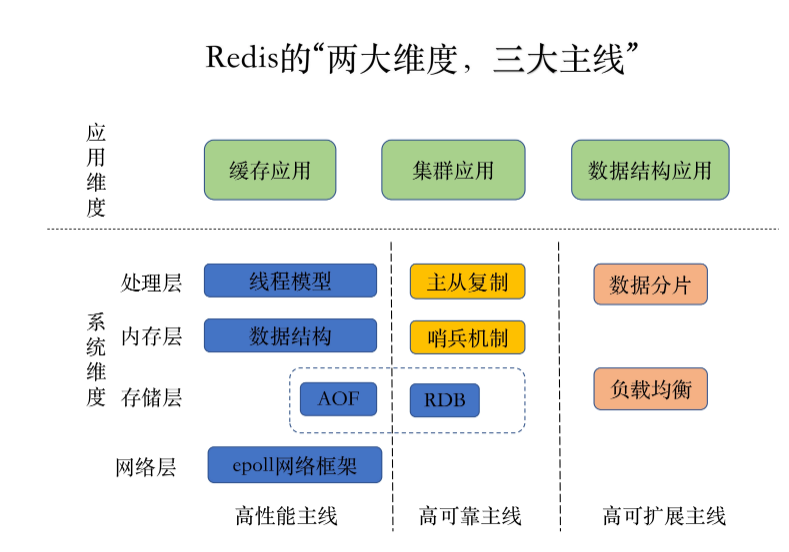 Redis的“两大维度，三大主线”
应用维度
缓存应用
集群应用
数据结构应用
系统维度
处理层
线程模型
主从复制
数据分片
内存层
数据结构
哨兵机制
存储层
AOF
RDB
负载均衡
网络层
epoll网络框架
高性能主线
高可靠主线
高可扩展主线